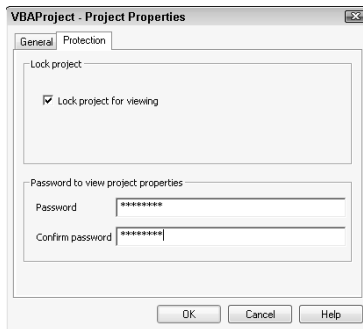 VBAProject - Project Properties
General Protection
Lock project
Lock project for viewing
Password to view project properties
Password ********
Confirm password ********
OK Cancel Help